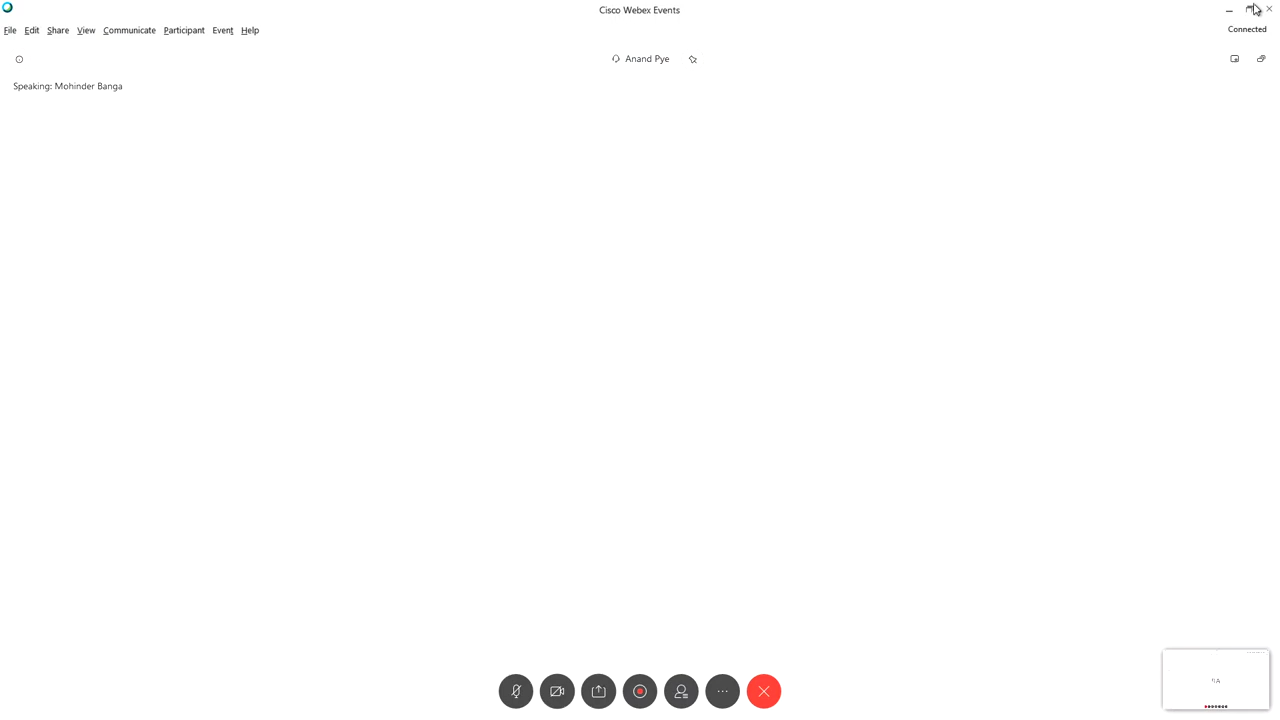 Cisco Webex Events
File Edit Share View Communicate Participant Event Help
Connected
Anand Pye
Speaking: Mohinder Banga